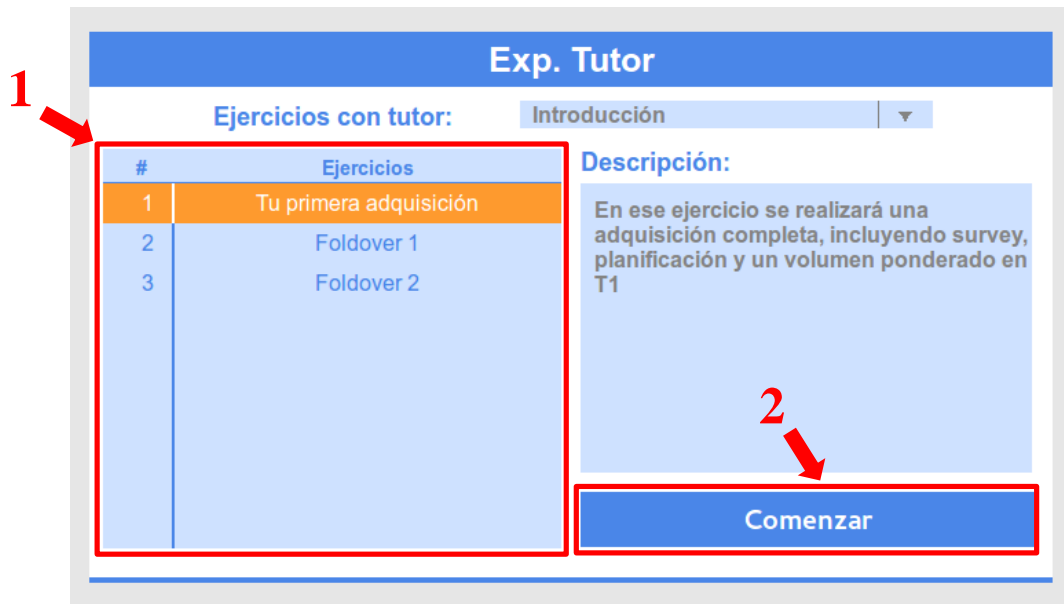 Exp. Tutor
1
Ejercicios con tutor: Introducción
# Ejercicios
1 Tu primera adquisición
2 Foldover 1
3 Foldover 2
Descripción:
En ese ejercicio se realizará una
adquisición completa, incluyendo survey,
planificación y un volumen ponderado en
T1
2
Comenzar